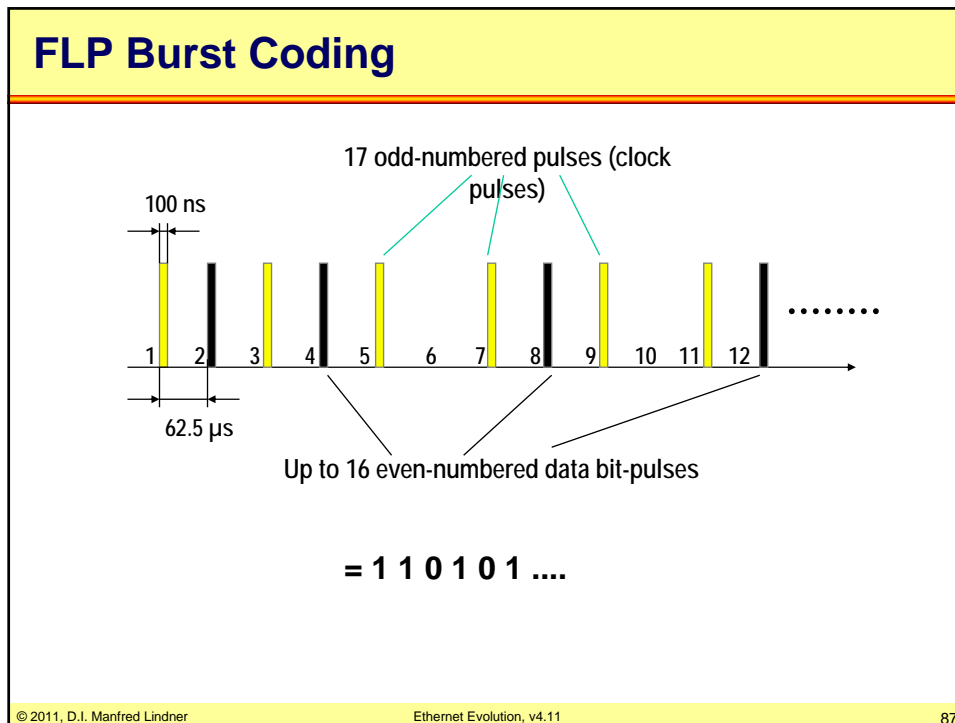 FLP Burst Coding
17 odd-numbered pulses (clock
pulses)
100 ns
1 2 3 4 5 6 7 8 9 10 11 12
........
62.5 µs
Up to 16 even-numbered data bit-pulses
= 1 1 0 1 0 1 ....
© 2011, D.I. Manfred Lindner Ethernet Evolution, v4.11 87